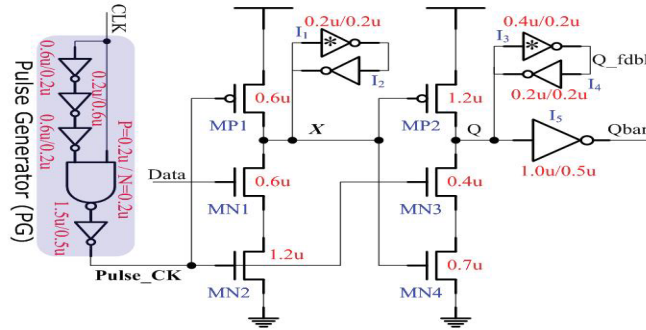 CLK
Pulse Generator (PG)
0.6u/0.2u
0.2u/0.6u
0.6u/0.2u
P=0.2u / N=0.2u
1.5u/0.5u
Pulse_CK
Data
MP1
0.6u
MN1
0.6u
MN2
1.2u
X
0.2u/0.2u
I1
*
I2
MP2
1.2u
Q
MN3
0.4u
MN4
0.7u
0.4u/0.2u
I3
*
Q_fdbk
I4
0.2u/0.2u
I5
1.0u/0.5u
Qbar